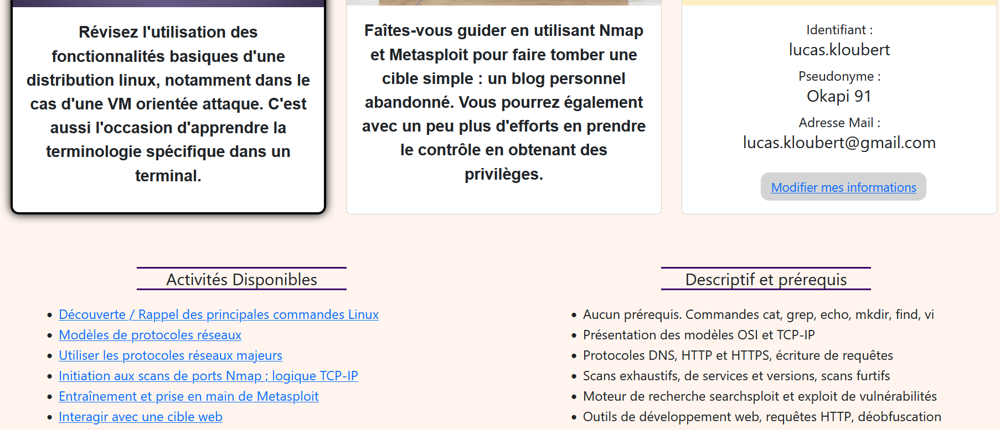 Révisez l'utilisation des
fonctionnalités basiques d'une
distribution linux, notamment dans le
cas d'une VM orientée attaque. C'est
aussi l'occasion d'apprendre la
terminologie spécifique dans un
terminal.
Faîtes-vous guider en utilisant Nmap
et Metasploit pour faire tomber une
cible simple : un blog personnel
abandonné. Vous pourrez également
avec un peu plus d'efforts en prendre
le contrôle en obtenant des
privilèges.
Identifiant :
lucas.kloubert
Pseudonyme :
Okapi 91
Adresse Mail :
lucas.kloubert@gmail.com
Modifier mes informations
Activités Disponibles
Découverte / Rappel des principales commandes Linux
Modèles de protocoles réseaux
Utiliser les protocoles réseaux majeurs
Initiation aux scans de ports Nmap ; logique TCP-IP
Entraînement et prise en main de Metasploit
Interagir avec une cible web
Descriptif et prérequis
Aucun prérequis. Commandes cat, grep, echo, mkdir, find, vi
Présentation des modèles OSI et TCP-IP
Protocoles DNS, HTTP et HTTPS, écriture de requêtes
Scans exhaustifs, de services et versions, scans furtifs
Moteur de recherche searchsploit et exploit de vulnérabilités
Outils de développement web, requêtes HTTP, déobfuscation